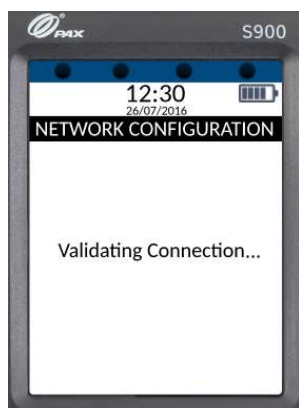 PAX
S900
12:30
26/07/2016
NETWORK CONFIGURATION
Validating Connection...